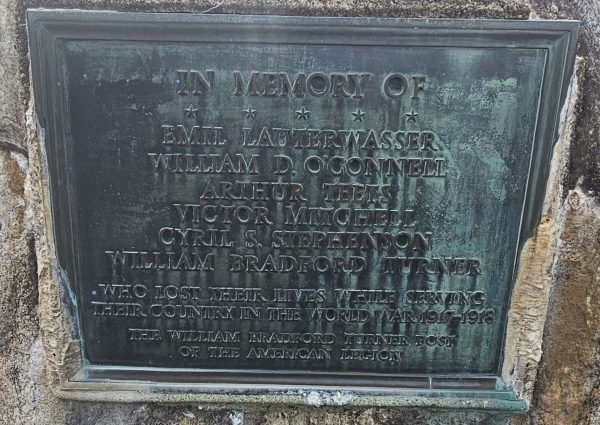 IN MEMORY OF
EMIL LAUTERWASSER
WILLIAM D. O'CONNELL
ARTHUR TEETS
VICTOR MITCHELL
CYRIL S. STEPHENSON
WILLIAM BRADFORD TURNER
WHO LOST THEIR LIVES WHILE SERVING
THEIR COUNTRY IN THE WORLD WAR 1917-1918
THE WILLIAM BRADFORD TURNER POST
OF THE AMERICAN LEGION